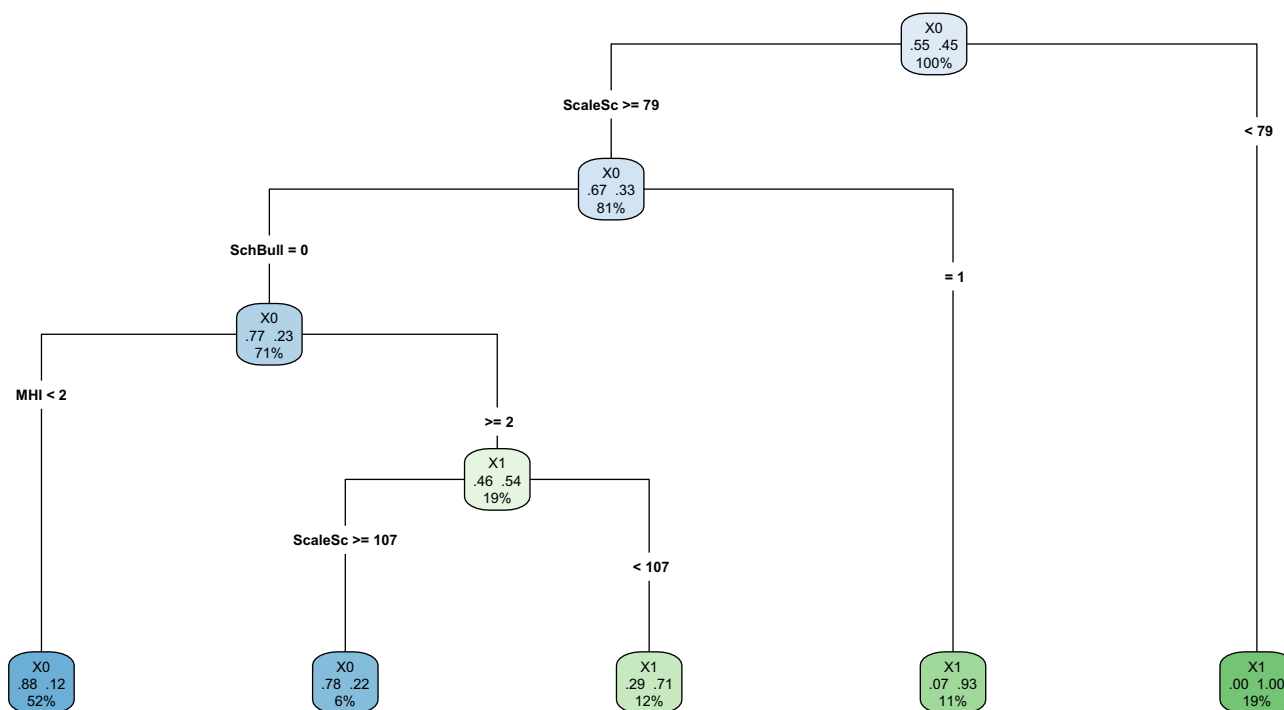 X0
.55 .45
100%
ScaleSc >= 79
< 79
X0
.67 .33
81%
SchBull = 0
= 1
X0
.77 .23
71%
MHI < 2
>= 2
X1
.46 .54
19%
ScaleSc >= 107
< 107
X0
.88 .12
52%
X0
.78 .22
6%
X1
.29 .71
12%
X1
.07 .93
11%
X1
.00 1.00
19%